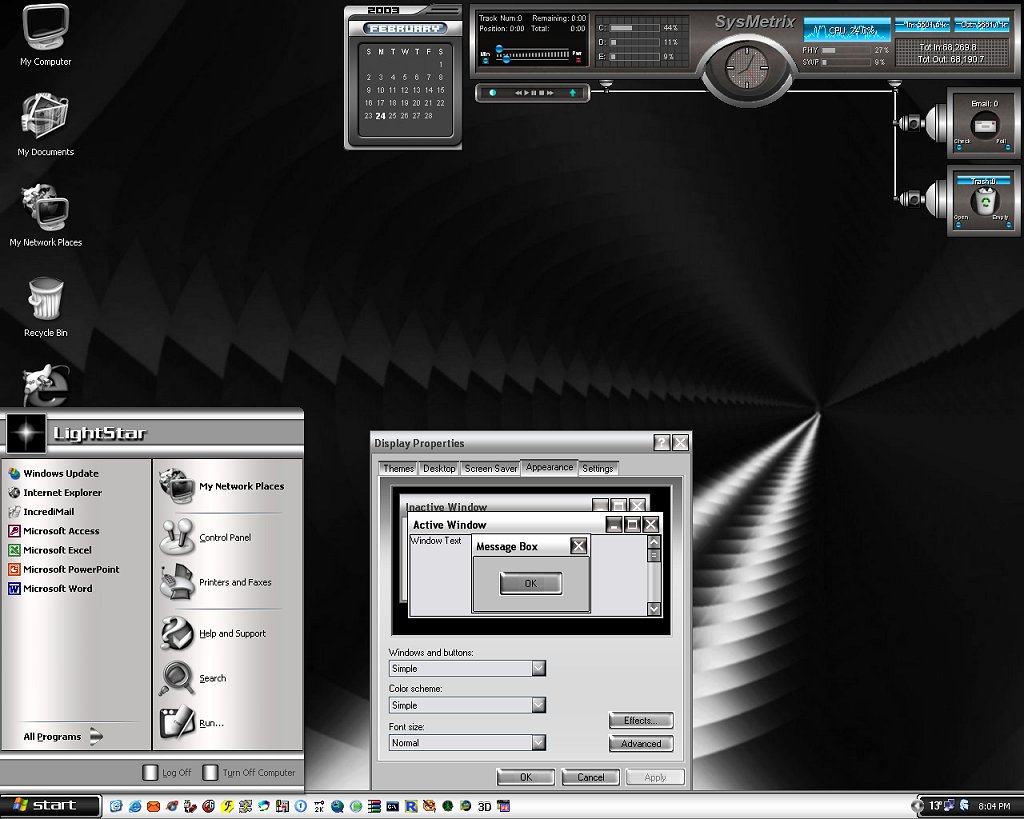 My Computer
My Documents
My Network Places
Recycle Bin
2003
FEBRUARY
S M T W T F S
1
2 3 4 5 6 7 8
9 10 11 12 13 14 15
16 17 18 19 20 21 22
23 24 25 26 27 28
Track Num:0 Remaining: 0:00
Position: 0:00 Total: 0:00
Min
Pwr
C: 44%
D: 11%
E: 9%
SysMetrix
CPU
PHY 27%
9%
Tot In:68,269.8
Tot Out: 68,190.7
Email: 0
Check Poll
Trash:0
Open Empty
LightStar
Windows Update
Internet Explorer
IncrediMail
Microsoft Access
Microsoft Excel
Microsoft PowerPoint
Microsoft Word
All Programs
My Network Places
Control Panel
Printers and Faxes
Help and Support
Search
Run...
Log Off
Turn Off Computer
Display Properties
Themes Desktop Screen Saver Appearance Settings
Inactive Window
Active Window
Window Text
Message Box
OK
Windows and buttons:
Simple
Color scheme:
Simple
Font size:
Normal
Effects...
Advanced
OK Cancel Apply
start
2K
3D
13°
8:04 PM